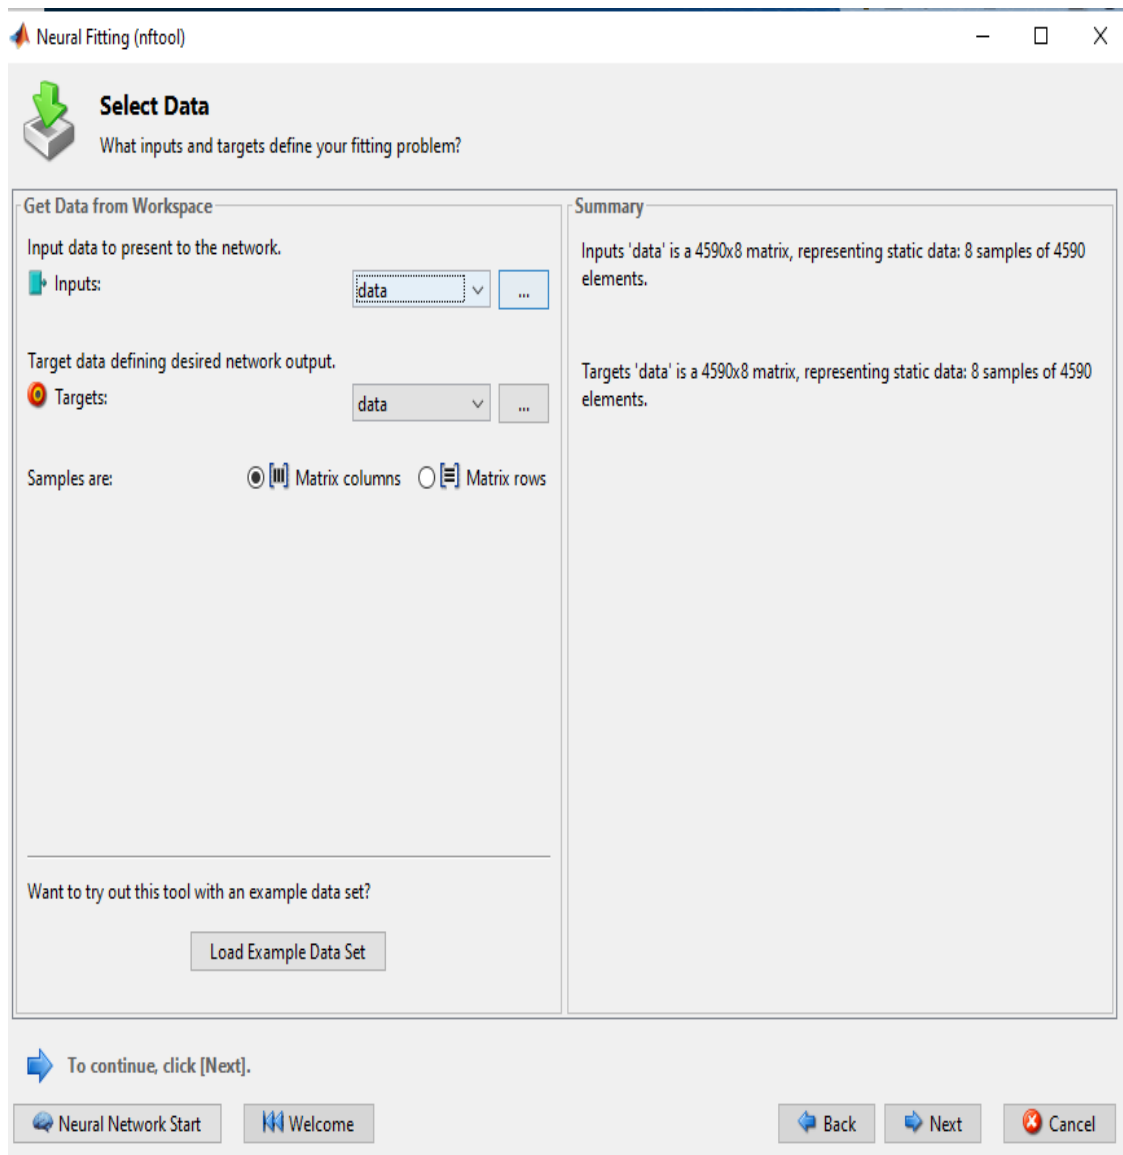 Neural Fitting (nftool)
Select Data
What inputs and targets define your fitting problem?
Get Data from Workspace
Input data to present to the network.
Inputs:
data
...
Target data defining desired network output.
Targets:
data
...
Samples are:
Matrix columns
Matrix rows
Want to try out this tool with an example data set?
Load Example Data Set
Summary
Inputs 'data' is a 4590x8 matrix, representing static data: 8 samples of 4590
elements.
Targets 'data' is a 4590x8 matrix, representing static data: 8 samples of 4590
elements.
To continue, click [Next].
Neural Network Start
Welcome
Back
Next
Cancel